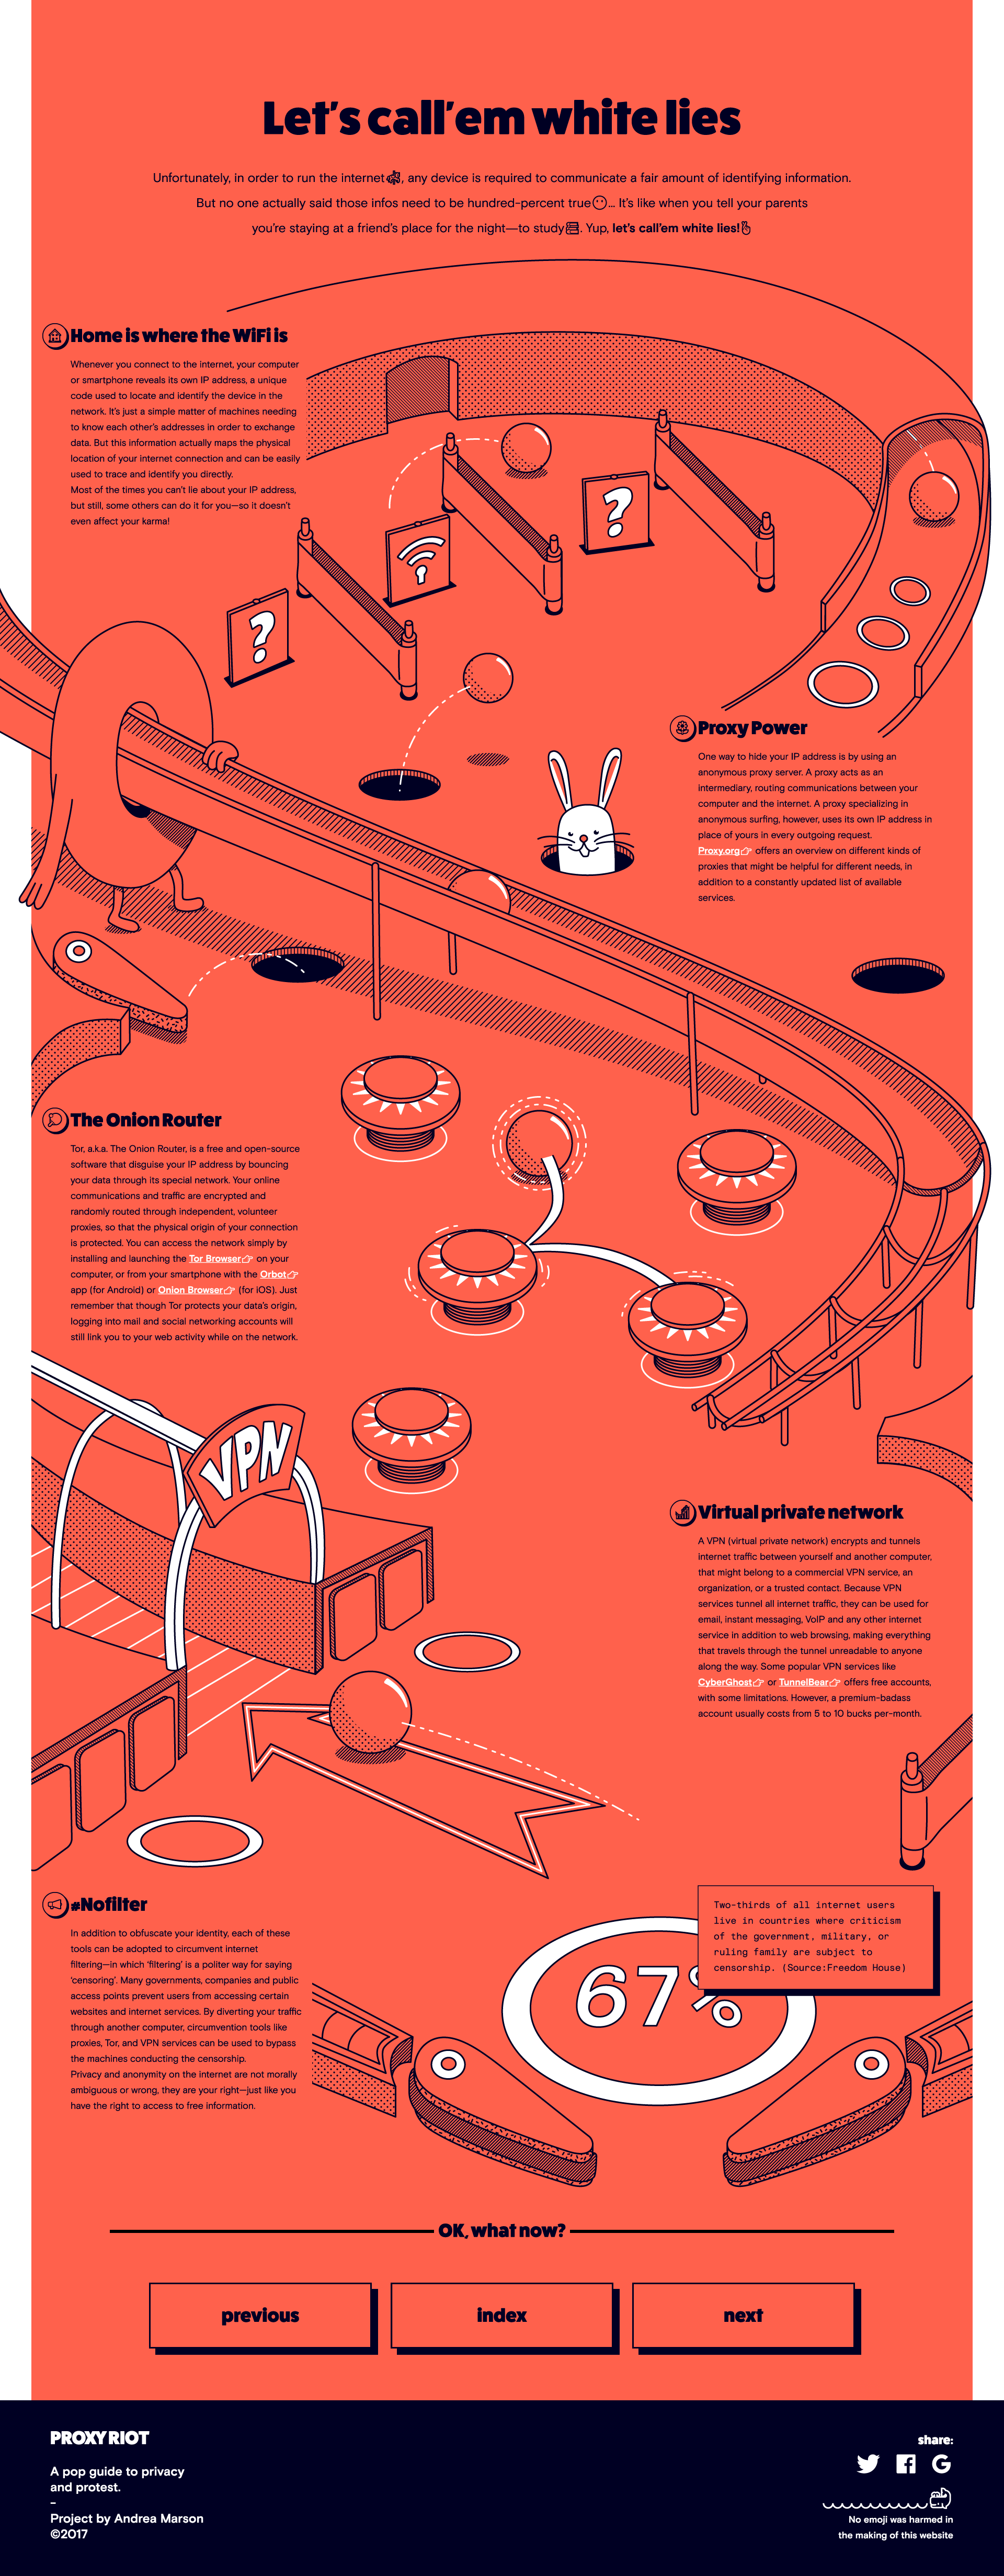 Let's call'em white lies
Unfortunately, in order to run the internet, any device is required to communicate a fair amount of identifying information.
But no one actually said those infos need to be hundred-percent true... It's like when you tell your parents
you're staying at a friend's place for the night—to study. Yup, let's call'em white lies!
Home is where the WiFi is
Whenever you connect to the internet, your computer
or smartphone reveals its own IP address, a unique
code used to locate and identify the device in the
network. It's just a simple matter of machines needing
to know each other's addresses in order to exchange
data. But this information actually maps the physical
location of your internet connection and can be easily
used to trace and identify you directly.
Most of the times you can't lie about your IP address,
but still, some others can do it for you—so it doesn't
even affect your karma!
?
?
Proxy Power
One way to hide your IP address is by using an
anonymous proxy server. A proxy acts as an
intermediary, routing communications between your
computer and the internet. A proxy specializing in
anonymous surfing, however, uses its own IP address in
place of yours in every outgoing request.
Proxy.org offers an overview on different kinds of
proxies that might be helpful for different needs, in
addition to a constantly updated list of available
services.
The Onion Router
Tor, a.k.a. The Onion Router, is a free and open-source
software that disguise your IP address by bouncing
your data through its special network. Your online
communications and traffic are encrypted and
randomly routed through independent, volunteer
proxies, so that the physical origin of your connection
is protected. You can access the network simply by
installing and launching the Tor Browser on your
computer, or from your smartphone with the Orbot
app (for Android) or Onion Browser (for iOS). Just
remember that though Tor protects your data's origin,
logging into mail and social networking accounts will
still link you to your web activity while on the network.
VPN
Virtual private network
A VPN (virtual private network) encrypts and tunnels
internet traffic between yourself and another computer,
that might belong to a commercial VPN service, an
organization, or a trusted contact. Because VPN
services tunnel all internet traffic, they can be used for
email, instant messaging, VoIP and any other internet
service in addition to web browsing, making everything
that travels through the tunnel unreadable to anyone
along the way. Some popular VPN services like
CyberGhost or TunnelBear offers free accounts,
with some limitations. However, a premium-badass
account usually costs from 5 to 10 bucks per-month.
#Nofilter
In addition to obfuscate your identity, each of these
tools can be adopted to circumvent internet
filtering—in which 'filtering' is a politer way for saying
'censoring'. Many governments, companies and public
access points prevent users from accessing certain
websites and internet services. By diverting your traffic
through another computer, circumvention tools like
proxies, Tor, and VPN services can be used to bypass
the machines conducting the censorship.
Privacy and anonymity on the internet are not morally
ambiguous or wrong, they are your right—just like you
have the right to access to free information.
Two-thirds of all internet users
live in countries where criticism
of the government, military, or
ruling family are subject to
censorship. (Source:Freedom House)
67%
OK, what now?
previous
index
next
PROXY RIOT
A pop guide to privacy
and protest.
–
Project by Andrea Marson
©2017
share:
No emoji was harmed in
the making of this website